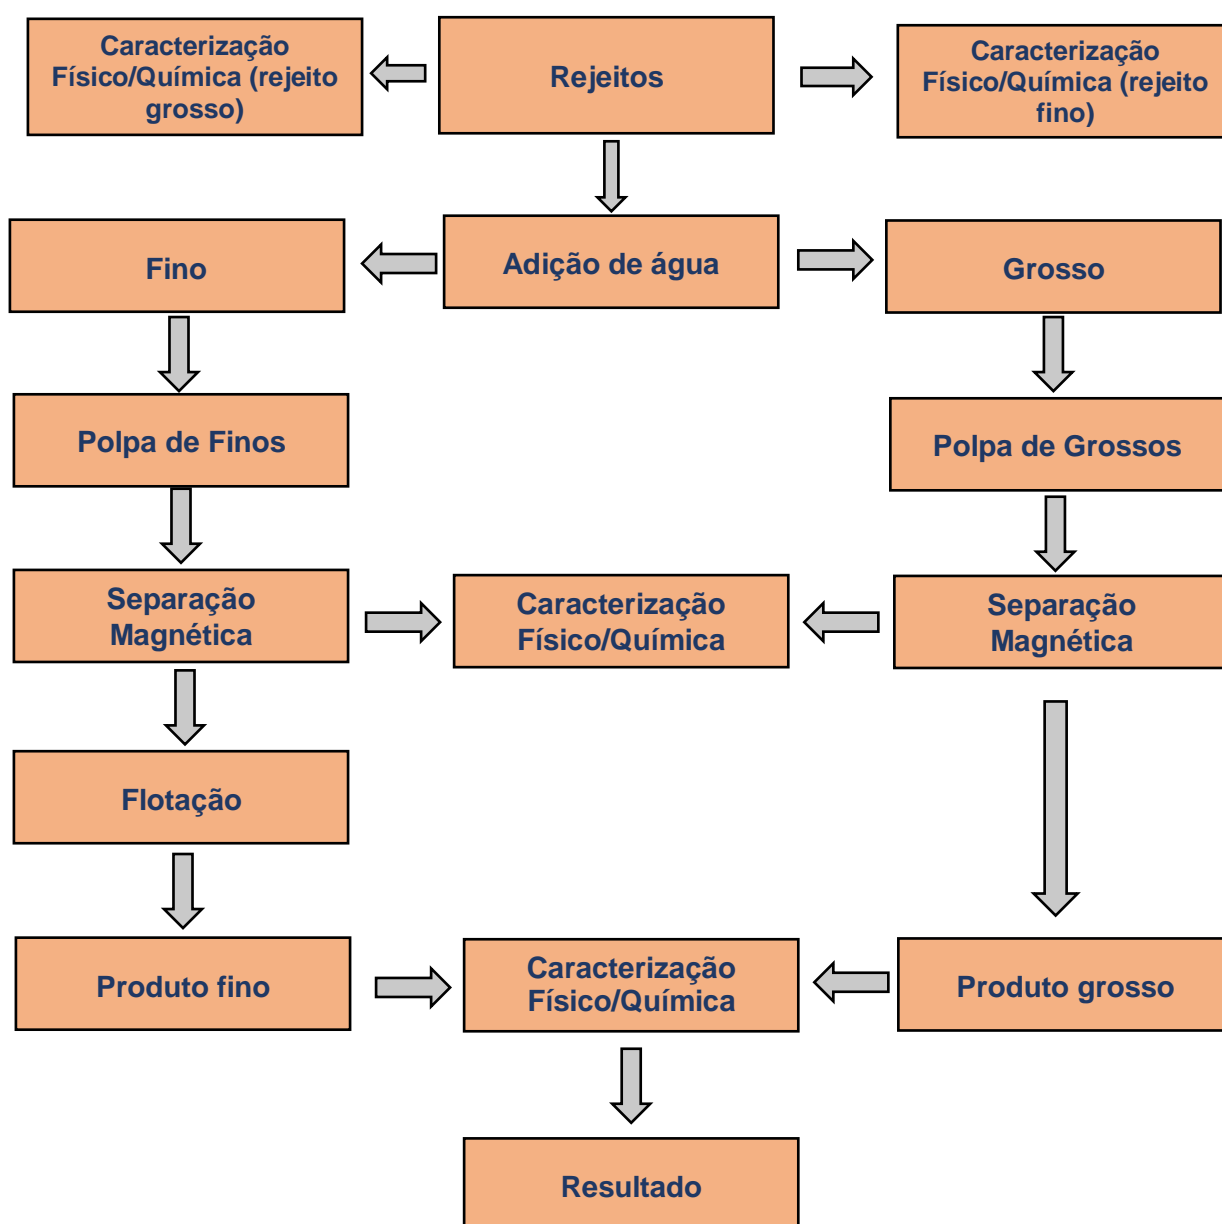 Caracterização
Físico/Química (rejeito
grosso)
Rejeitos
Caracterização
Físico/Química (rejeito
fino)
Fino
Adição de água
Grosso
Polpa de Finos
Polpa de Grossos
Separação
Magnética
Caracterização
Físico/Química
Separação
Magnética
Flotação
Produto fino
Caracterização
Físico/Química
Produto grosso
Resultado